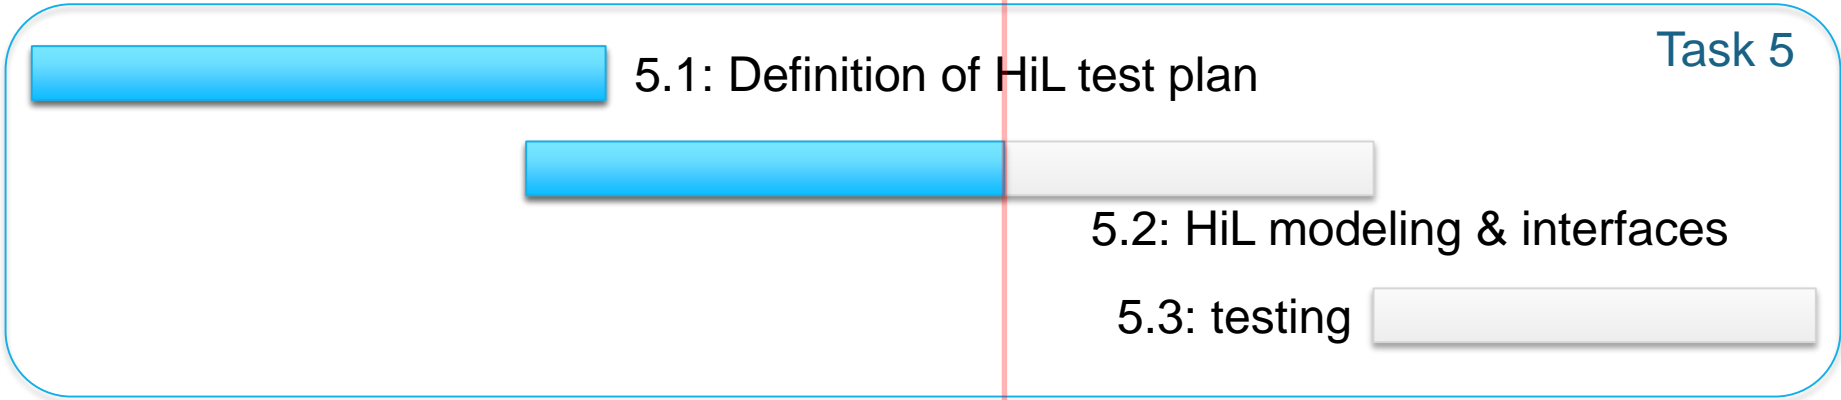 Task 5
5.1: Definition of HiL test plan
5.2: HiL modeling & interfaces
5.3: testing